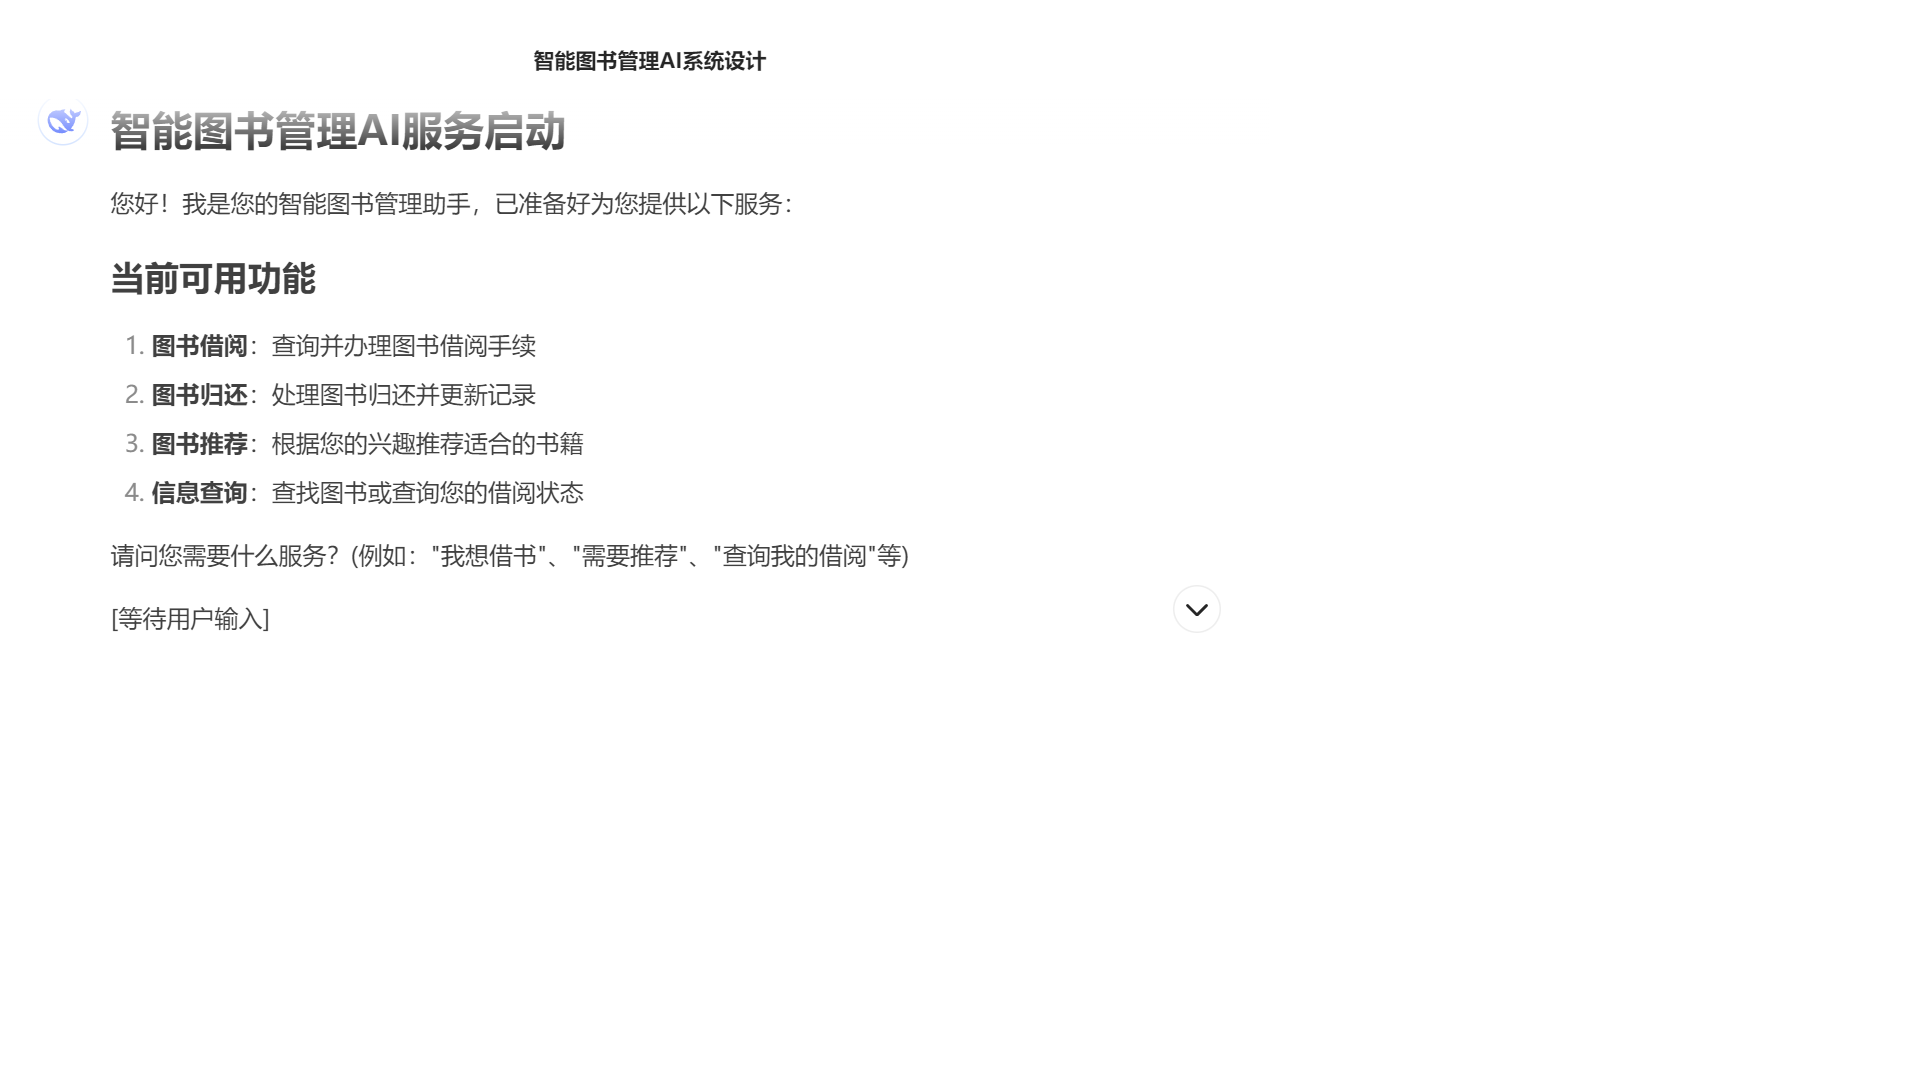 智能图书管理AI系统设计
智能图书管理AI服务启动
您好！我是您的智能图书管理助手，已准备好为您提供以下服务：
当前可用功能
1. 图书借阅：查询并办理图书借阅手续
2. 图书归还：处理图书归还并更新记录
3. 图书推荐：根据您的兴趣推荐适合的书籍
4. 信息查询：查找图书或查询您的借阅状态
请问您需要什么服务？(例如："我想借书"、"需要推荐"、"查询我的借阅"等)
[等待用户输入]